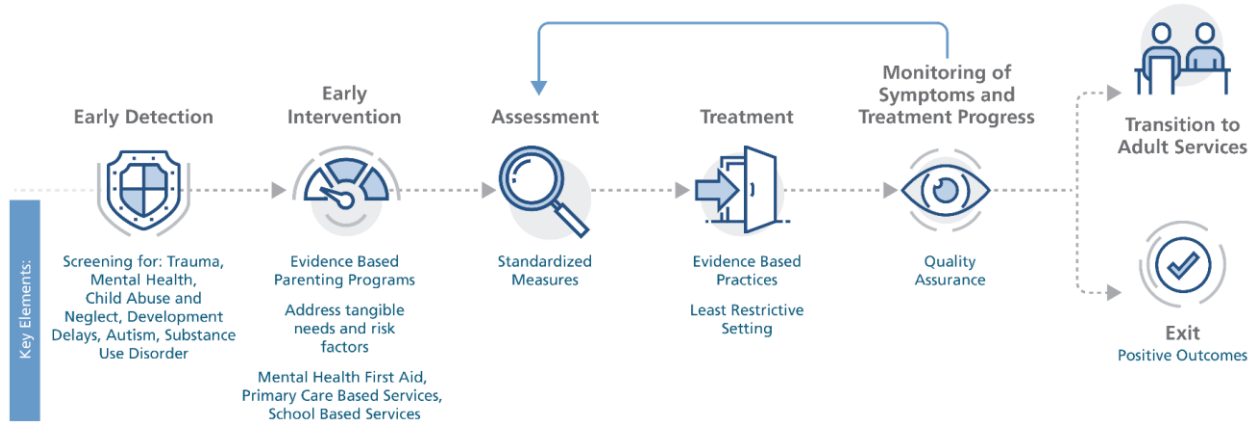 Early Detection
Early
Intervention
Assessment
Treatment
Monitoring of
Symptoms and
Treatment Progress
Transition to
Adult Services
Key Elements:
Screening for: Trauma,
Mental Health,
Child Abuse and
Neglect, Development
Delays, Autism, Substance
Use Disorder
Evidence Based
Parenting Programs
Address tangible
needs and risk
factors
Mental Health First Aid,
Primary Care Based Services,
School Based Services
Standardized
Measures
Evidence Based
Practices
Least Restrictive
Setting
Quality
Assurance
Exit
Positive Outcomes